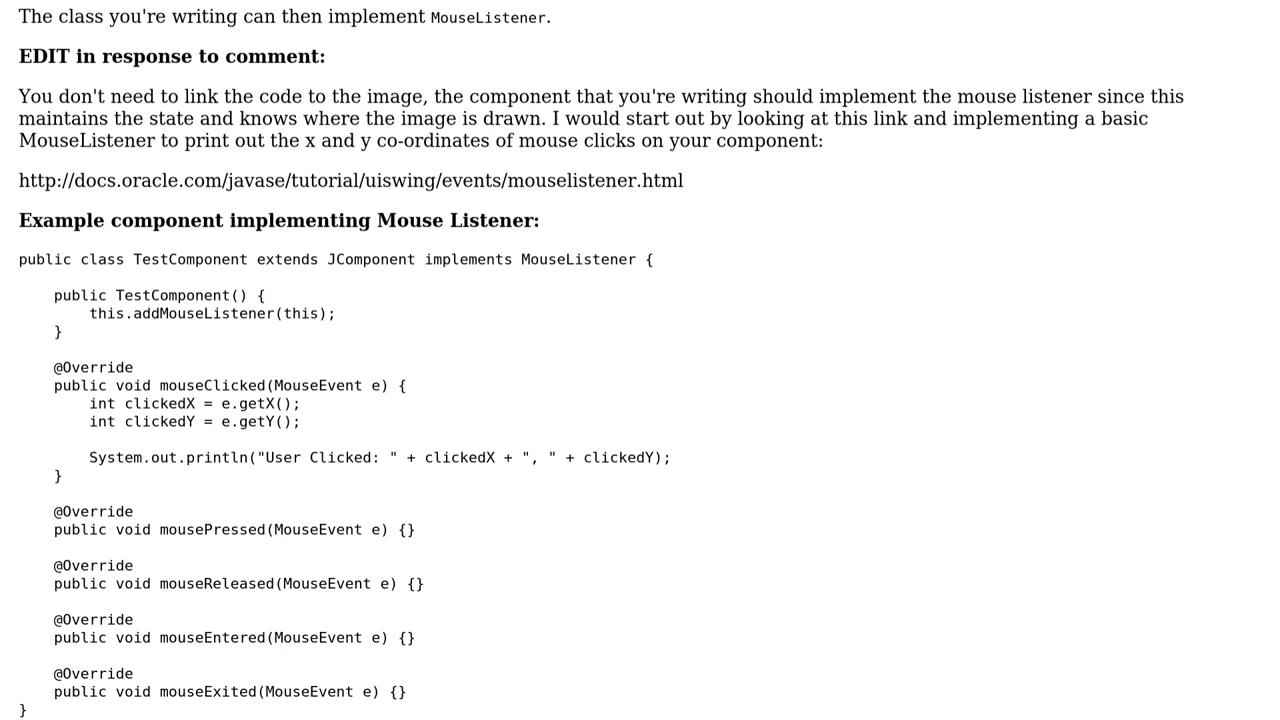 The class you're writing can then implement MouseListener.
EDIT in response to comment:
You don't need to link the code to the image, the component that you're writing should implement the mouse listener since this
maintains the state and knows where the image is drawn. I would start out by looking at this link and implementing a basic
MouseListener to print out the x and y co-ordinates of mouse clicks on your component:
http://docs.oracle.com/javase/tutorial/uiswing/events/mouselistener.html
Example component implementing Mouse Listener:
public class TestComponent extends JComponent implements MouseListener {
    public TestComponent() {
        this.addMouseListener(this);
    }
    @Override
    public void mouseClicked(MouseEvent e) {
        int clickedX = e.getX();
        int clickedY = e.getY();
        System.out.println("User Clicked: " + clickedX + ", " + clickedY);
    }
    @Override
    public void mousePressed(MouseEvent e) {}
    @Override
    public void mouseReleased(MouseEvent e) {}
    @Override
    public void mouseEntered(MouseEvent e) {}
    @Override
    public void mouseExited(MouseEvent e) {}
}